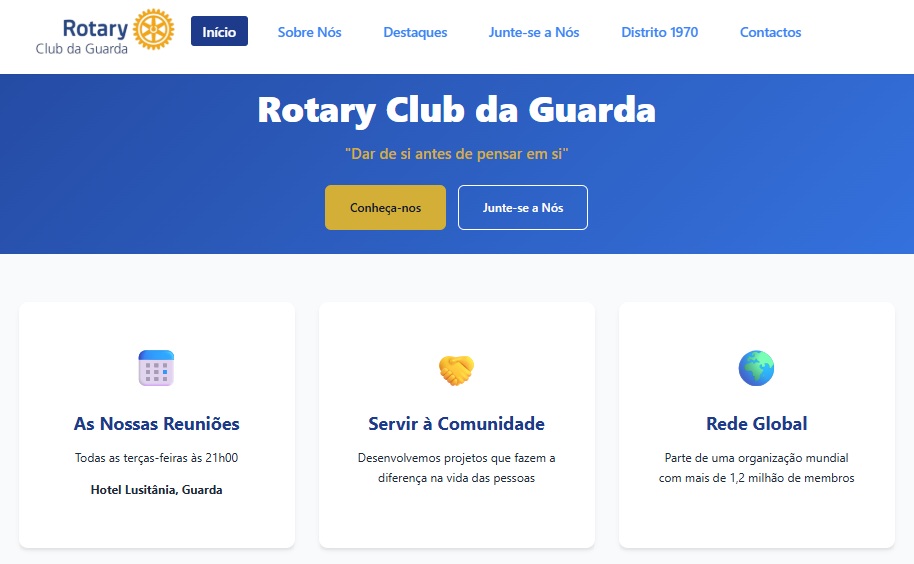 Rotary
Club da Guarda
Início
Sobre Nós
Destaques
Junte-se a Nós
Distrito 1970
Contactos
Rotary Club da Guarda
"Dar de si antes de pensar em si"
Conheça-nos
Junte-se a Nós
As Nossas Reuniões
Todas as terças-feiras às 21h00
Hotel Lusitânia, Guarda
Servir à Comunidade
Desenvolvemos projetos que fazem a
diferença na vida das pessoas
Rede Global
Parte de uma organização mundial
com mais de 1,2 milhão de membros